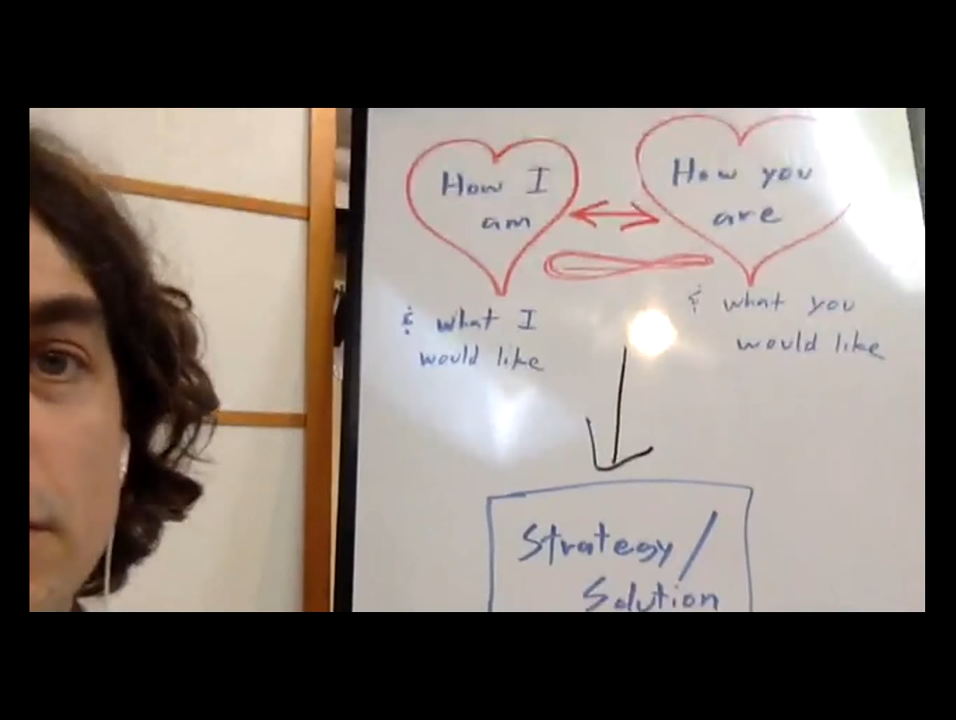 How I
am
How you
are
& what I
would like
& what you
would like
Strategy/
Solution